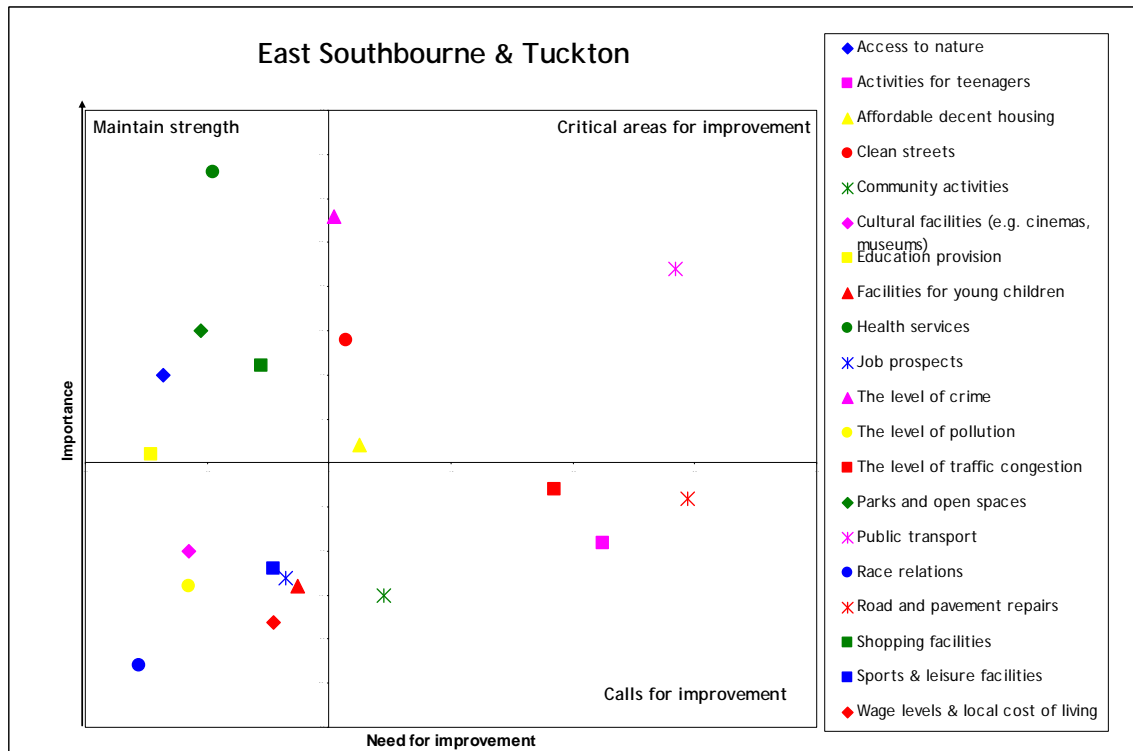 East Southbourne & Tuckton
Maintain strength
Critical areas for improvement
Importance
Calls for improvement
Need for improvement
Access to nature
Activities for teenagers
Affordable decent housing
Clean streets
Community activities
Cultural facilities (e.g. cinemas,
museums)
Education provision
Facilities for young children
Health services
Job prospects
The level of crime
The level of pollution
The level of traffic congestion
Parks and open spaces
Public transport
Race relations
Road and pavement repairs
Shopping facilities
Sports & leisure facilities
Wage levels & local cost of living